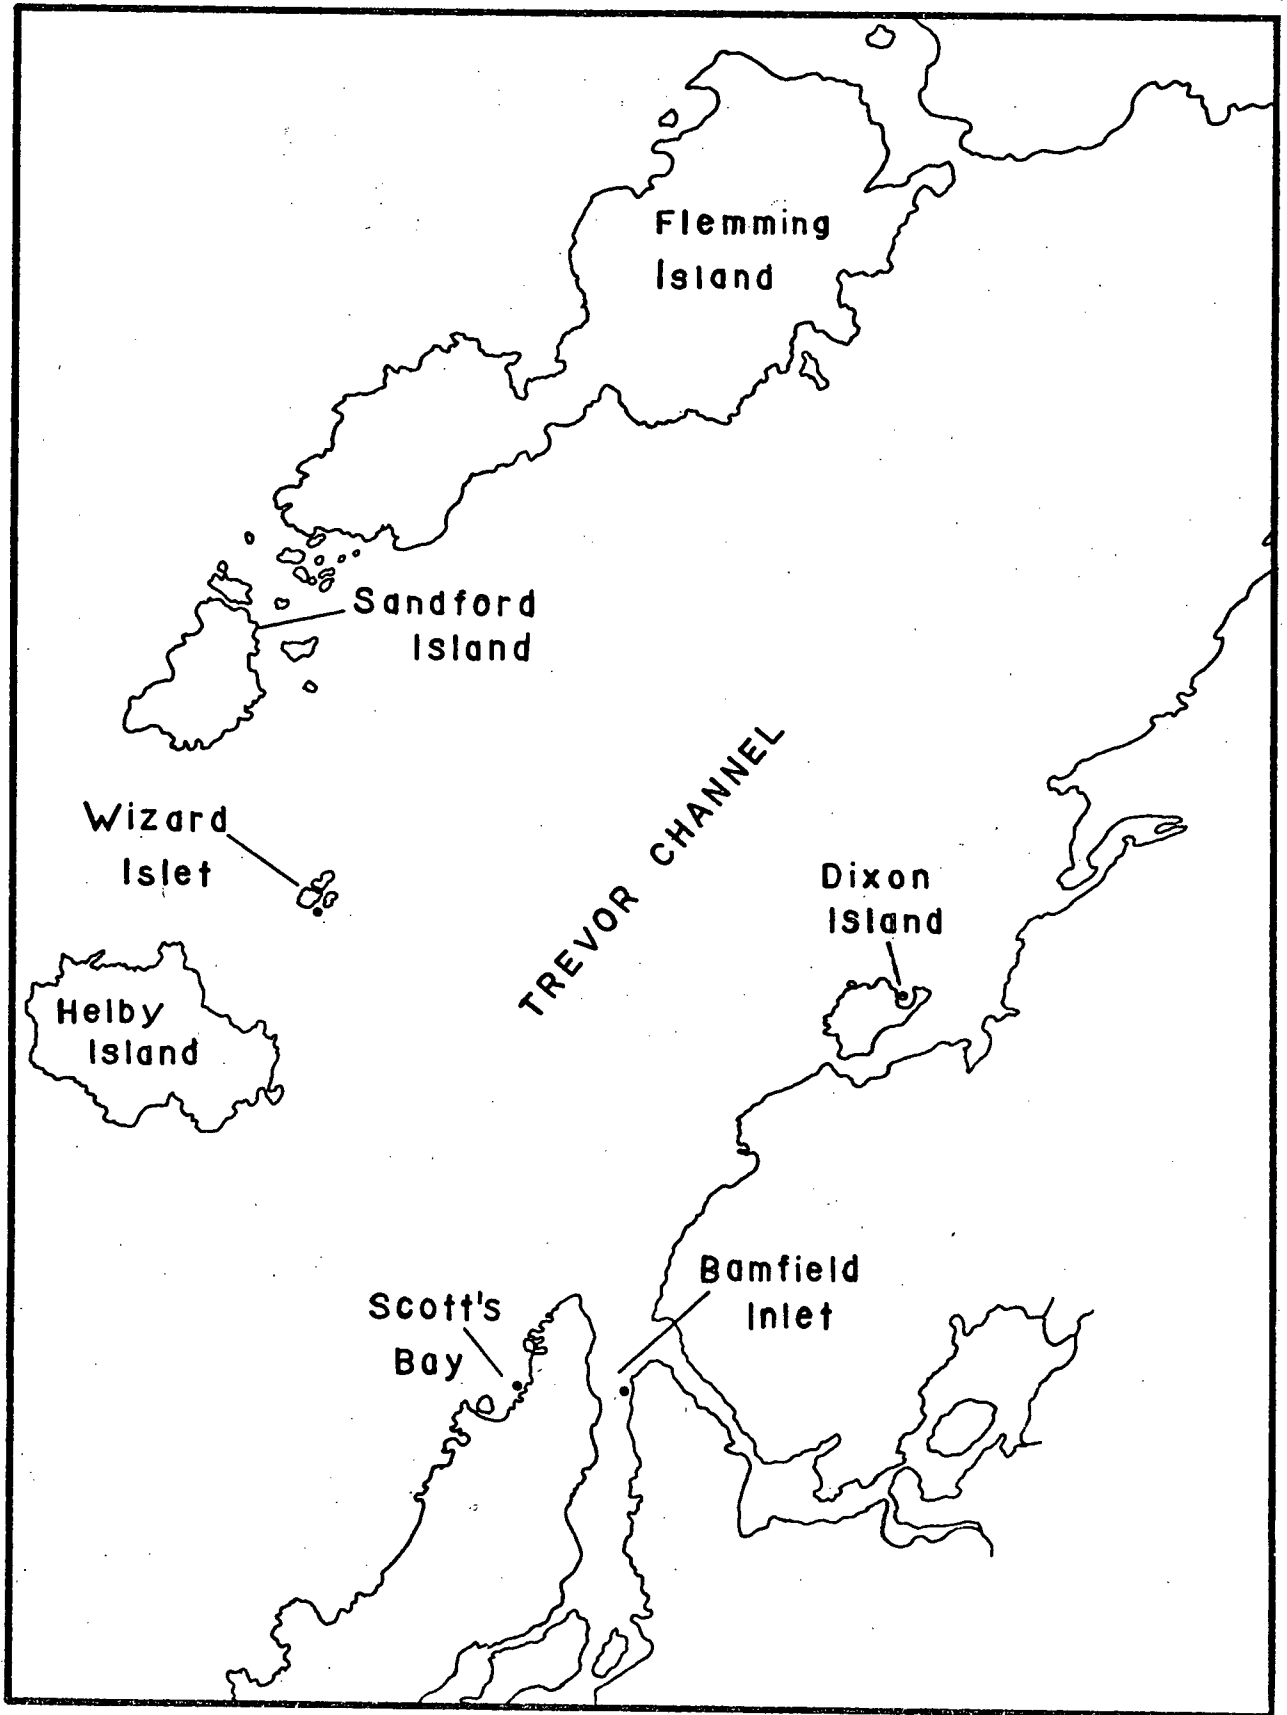 Flemming
Island
Sandford
Island
TREVOR CHANNEL
Wizard
Islet
Dixon
Island
Helby
Island
Bamfield
Inlet
Scott's
Bay